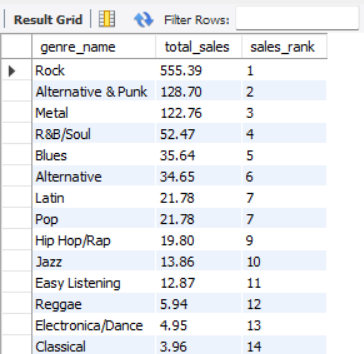 Result Grid Filter Rows:
genre_name total_sales sales_rank
Rock 555.39 1
Alternative & Punk 128.70 2
Metal 122.76 3
R&B/Soul 52.47 4
Blues 35.64 5
Alternative 34.65 6
Latin 21.78 7
Pop 21.78 7
Hip Hop/Rap 19.80 9
Jazz 13.86 10
Easy Listening 12.87 11
Reggae 5.94 12
Electronica/Dance 4.95 13
Classical 3.96 14